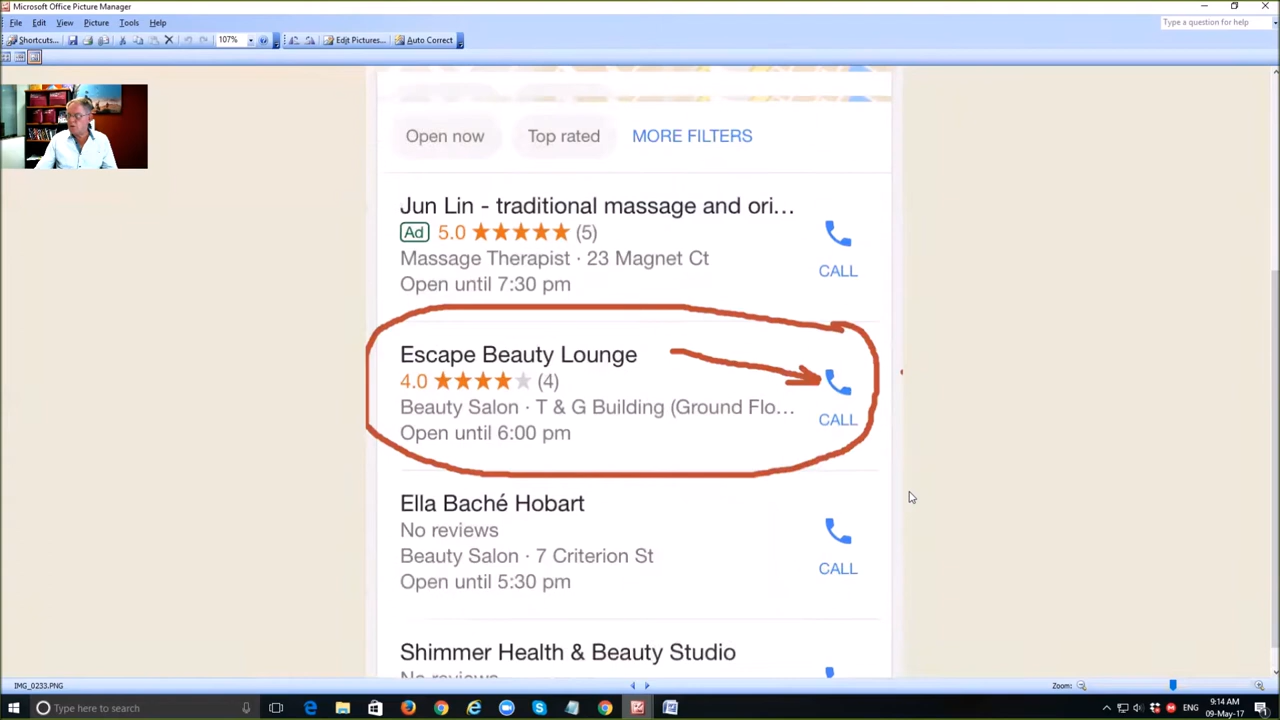 Microsoft Office Picture Manager
File Edit View Picture Tools Help
Type a question for help
Shortcuts... 107% Edit Pictures... Auto Correct
Open now Top rated MORE FILTERS
Jun Lin - traditional massage and ori...
Ad 5.0 (5)
Massage Therapist · 23 Magnet Ct
CALL
Open until 7:30 pm
Escape Beauty Lounge
4.0 (4)
Beauty Salon · T & G Building (Ground Flo...
CALL
Open until 6:00 pm
Ella Baché Hobart
No reviews
Beauty Salon · 7 Criterion St
CALL
Open until 5:30 pm
Shimmer Health & Beauty Studio
No reviews
IMG_0233.PNG Zoom:
Type here to search
ENG 9:14 AM
09-May-17